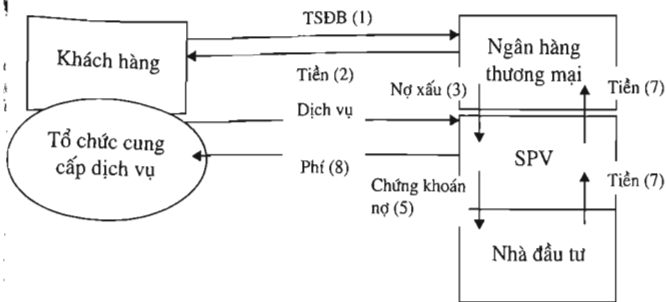 TSĐB (1)
Khách hàng
Ngân hàng
thương mại
Tiền (2)
Nợ xấu (3)
Tiền (7)
Dịch vụ
Tổ chức cung
cấp dịch vụ
SPV
Phí (8)
Chứng khoán
nợ (5)
Tiền (7)
Nhà đầu tư